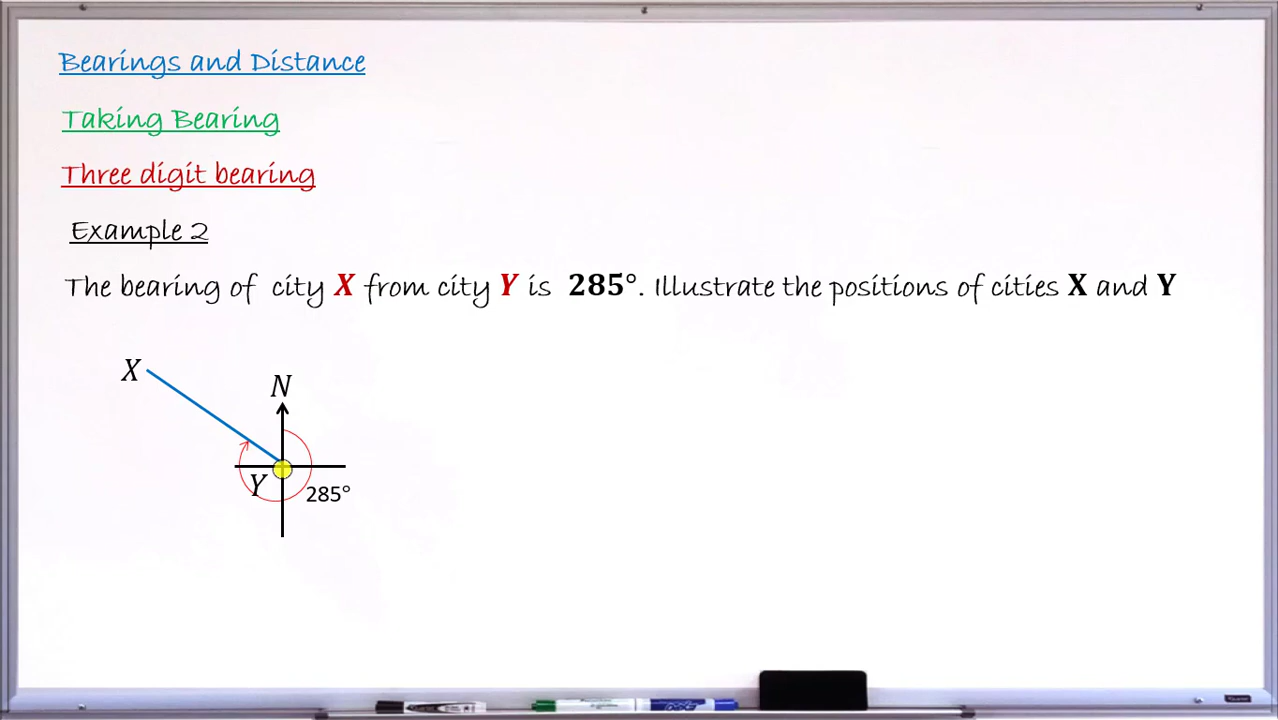 Bearings and Distance
Taking Bearing
Three digit bearing
Example 2
The bearing of city X from city Y is 285°. Illustrate the positions of cities X and Y
X
N
Y
285°